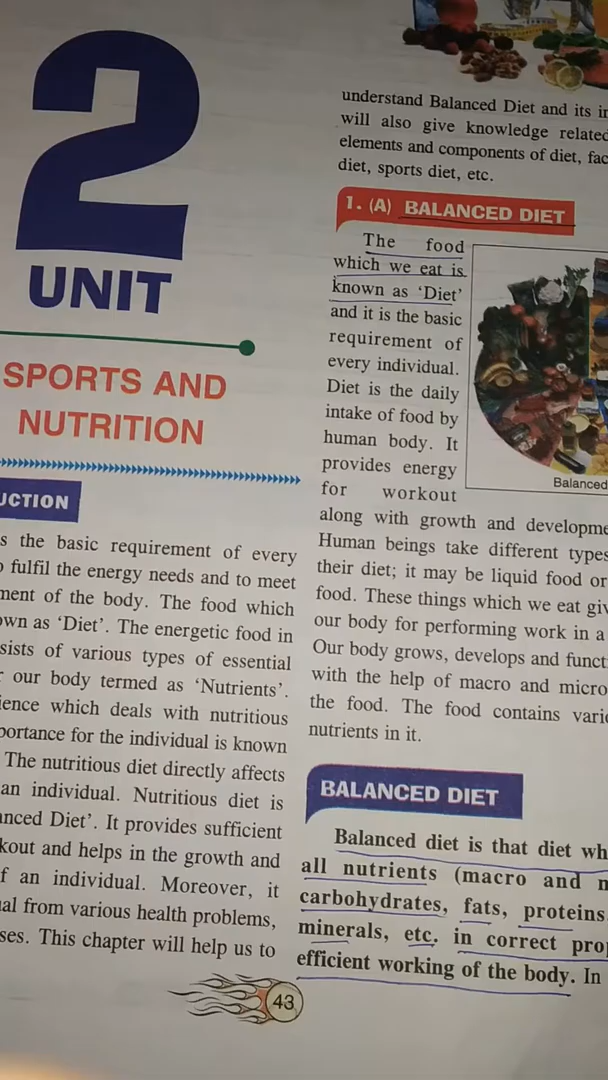 2
UNIT
SPORTS AND
NUTRITION
UCTION
s the basic requirement of every
fulfil the energy needs and to meet
ment of the body. The food which
own as 'Diet'. The energetic food in
sists of various types of essential
our body termed as 'Nutrients'.
ience which deals with nutritious
portance for the individual is known
The nutritious diet directly affects
an individual. Nutritious diet is
nced Diet'. It provides sufficient
kout and helps in the growth and
f an individual. Moreover, it
al from various health problems,
ses. This chapter will help us to
understand Balanced Diet and its
will also give knowledge related
elements and components of diet, fac
diet, sports diet, etc.
1. (A) BALANCED DIET
The food
which we eat is
known as 'Diet'
and it is the basic
requirement of
every individual.
Diet is the daily
intake of food by
human body. It
provides energy
for workout
along with growth and developme
Human beings take different types
their diet; it may be liquid food or
food. These things which we eat giv
our body for performing work in a
Our body grows, develops and functi
with the help of macro and micro
the food. The food contains vari
nutrients in it.
Balanced
BALANCED DIET
Balanced diet is that diet wh
all nutrients (macro and m
carbohydrates, fats, proteins
minerals, etc. in correct prop
efficient working of the body. In
43